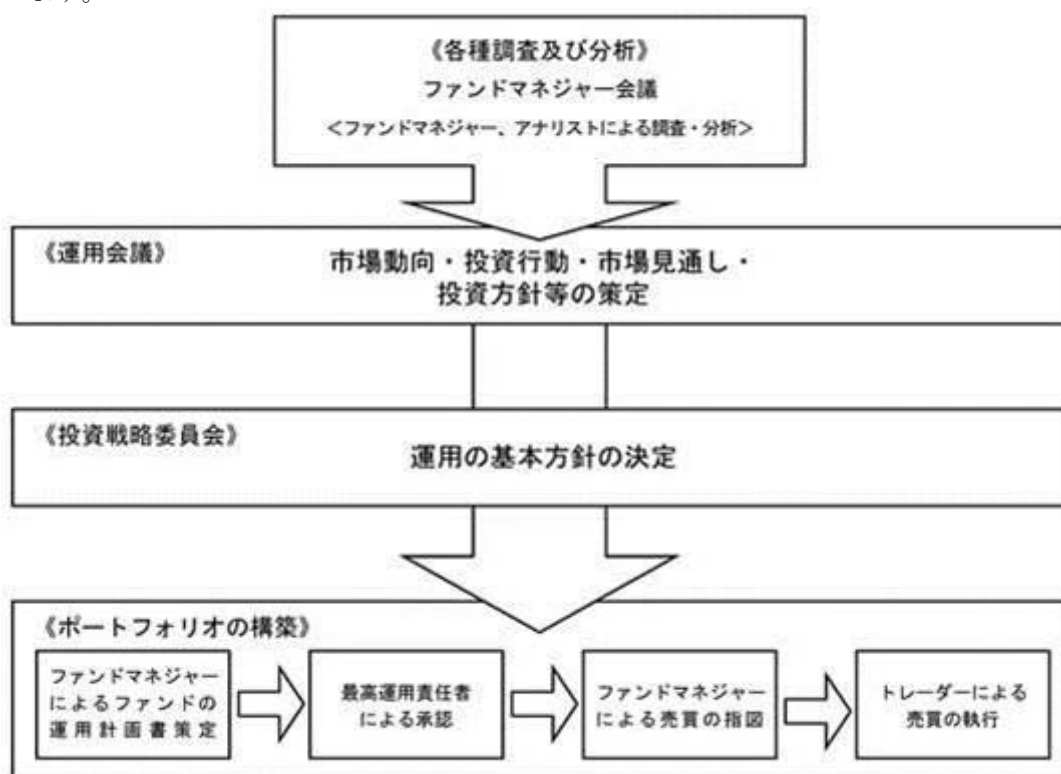 ます。
《各種調査及び分析》
ファンドマネジャー会議
＜ファンドマネジャー、アナリストによる調査・分析＞
《運用会議》
市場動向・投資行動・市場見通し・
投資方針等の策定
《投資戦略委員会》
運用の基本方針の決定
《ポートフォリオの構築》
ファンドマネジャー
によるファンドの
運用計画書策定
最高運用責任者
による承認
ファンドマネジャー
による売買の指図
トレーダーによる
売買の執行